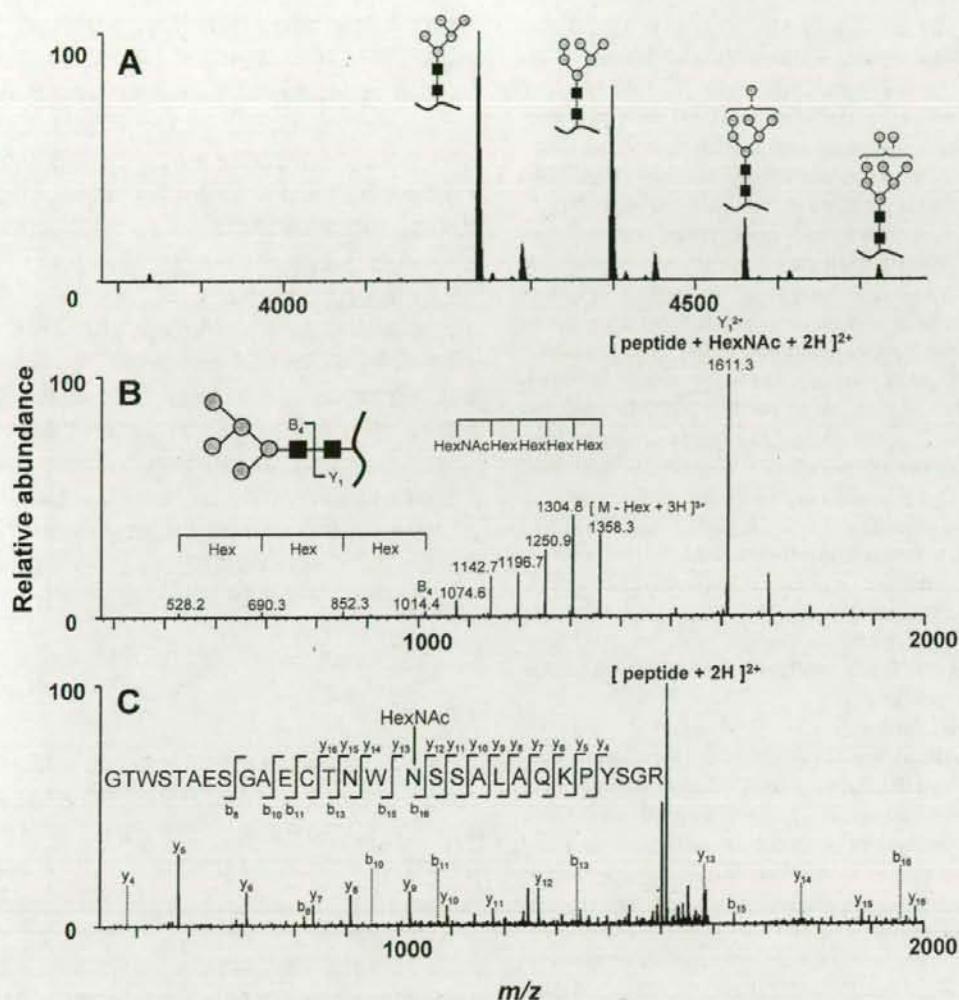 100
A
0
4000
4500
Y₁²⁺
[ peptide + HexNAc + 2H ]²⁺
1611.3
100
B
B₄
Y₁
HexNAc Hex Hex Hex Hex
Hex Hex Hex
1304.8 [ M - Hex + 3H ]³⁺
1358.3
1250.9
1142.7 1196.7
B₄
1074.6
528.2 690.3 852.3 1014.4
0
1000
2000
Relative abundance
[ peptide + 2H ]²⁺
100
C
HexNAc
y₁₆ y₁₅ y₁₄ y₁₃ y₁₂ y₁₁ y₁₀ y₉ y₈ y₇ y₆ y₅ y₄
GTWSTAESGAECTNWNSSALAQKPYSGR
b₈ b₁₀ b₁₁ b₁₃ b₁₅ b₁₆
y₄ y₅ y₆ y₇ y₈ b₁₀ y₉ b₁₁ y₁₀ y₁₁ y₁₂ b₁₃ y₁₃ b₁₅ y₁₄ y₁₅ b₁₆ y₁₆
0
1000
2000
m/z